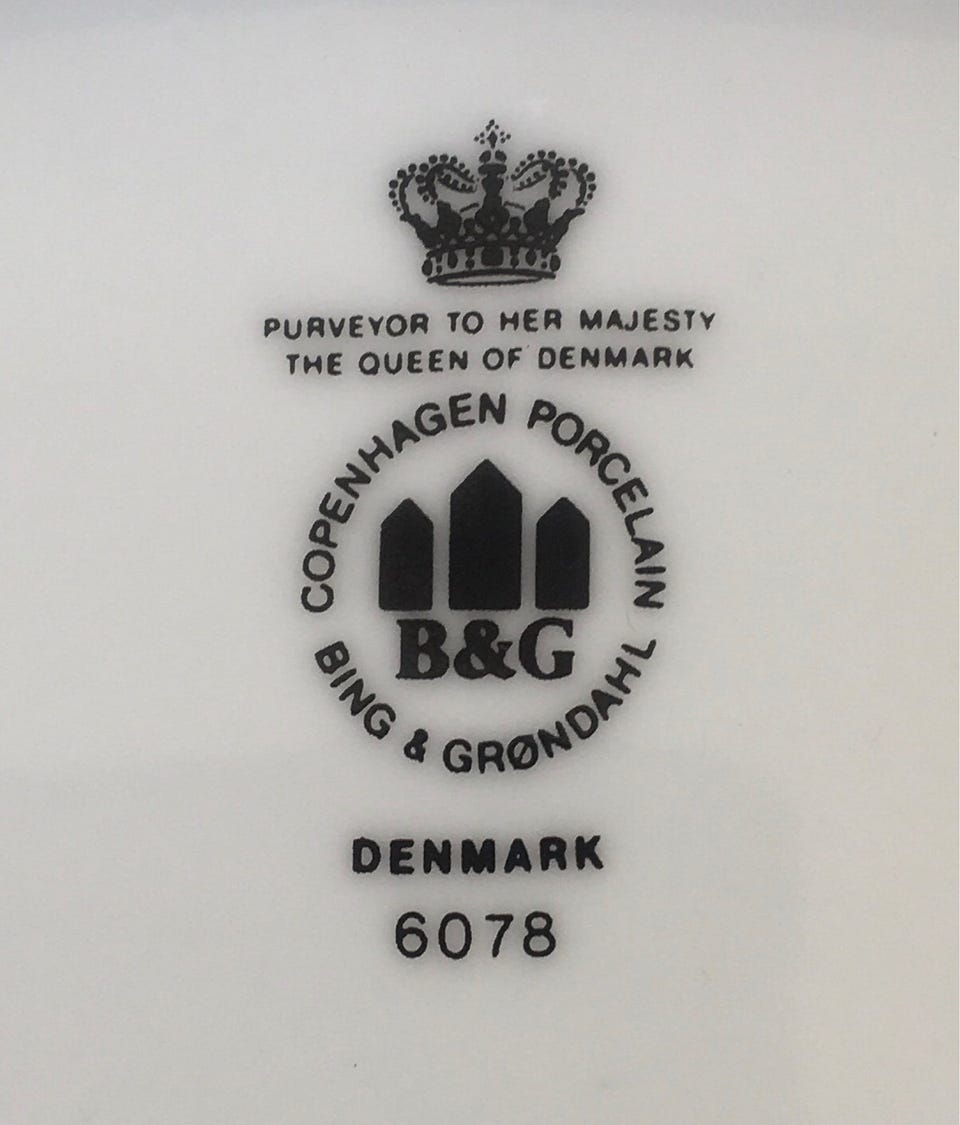 PURVEYOR TO HER MAJESTY
THE QUEEN OF DENMARK
COPENHAGEN PORCELAIN
B&G
BING & GRØNDAHL
DENMARK
6078